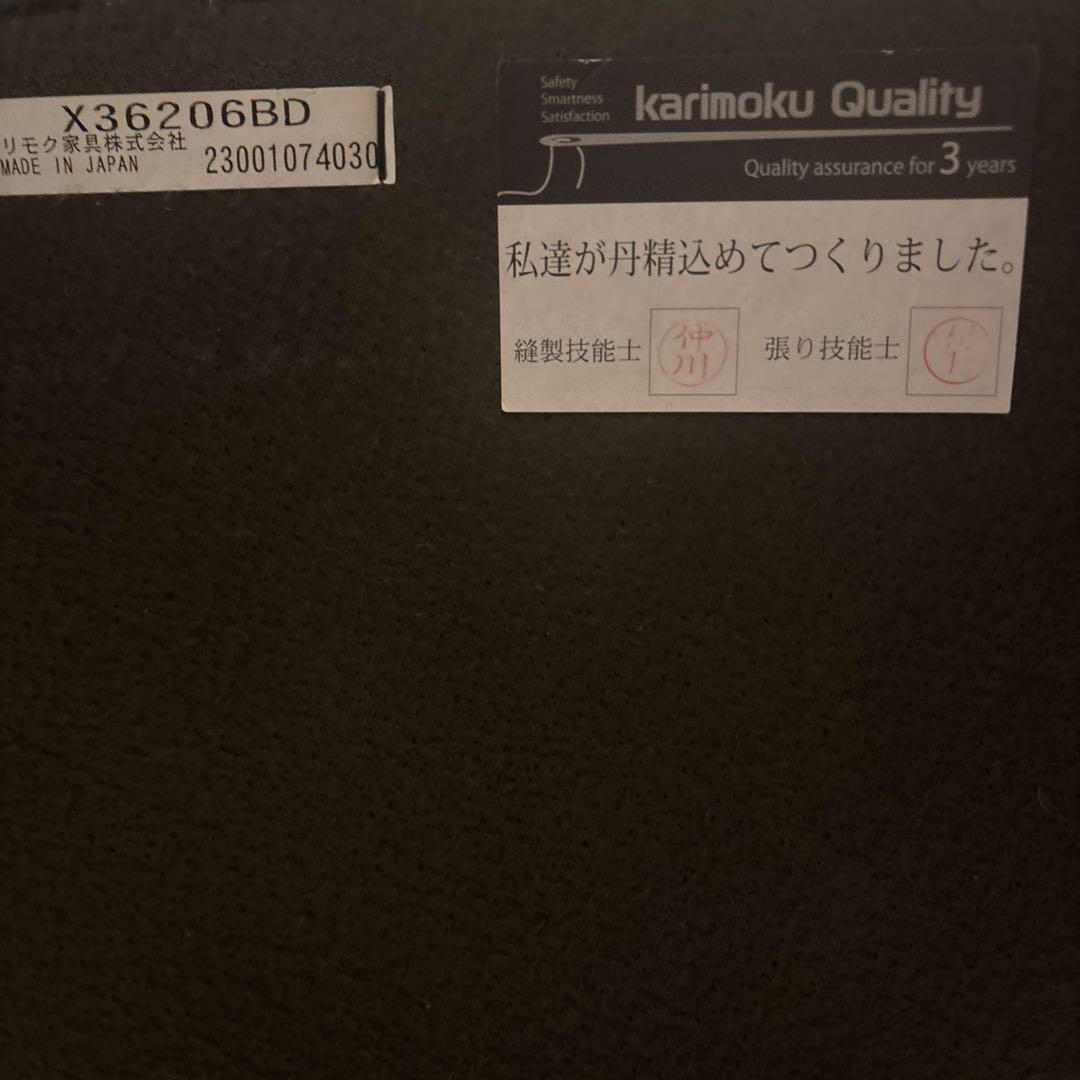 X36206BD
リモク家具株式会社
MADE IN JAPAN 23001074030
Safety
Smartness
Satisfaction
karimoku Quality
Quality assurance for 3 years
私達が丹精込めてつくりました。
縫製技能士 仲川 張り技能士